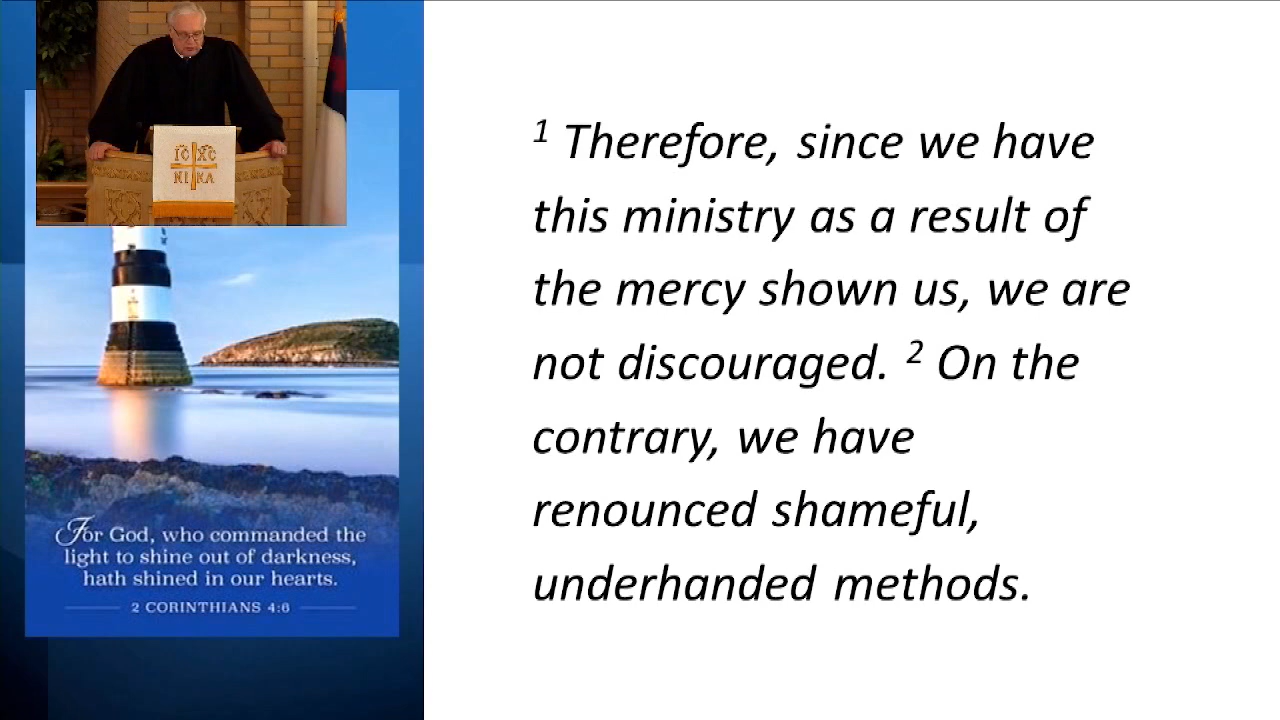 IC XC
NI KA
For God, who commanded the
light to shine out of darkness,
hath shined in our hearts.
2 CORINTHIANS 4:6
1 Therefore, since we have
this ministry as a result of
the mercy shown us, we are
not discouraged. 2 On the
contrary, we have
renounced shameful,
underhanded methods.